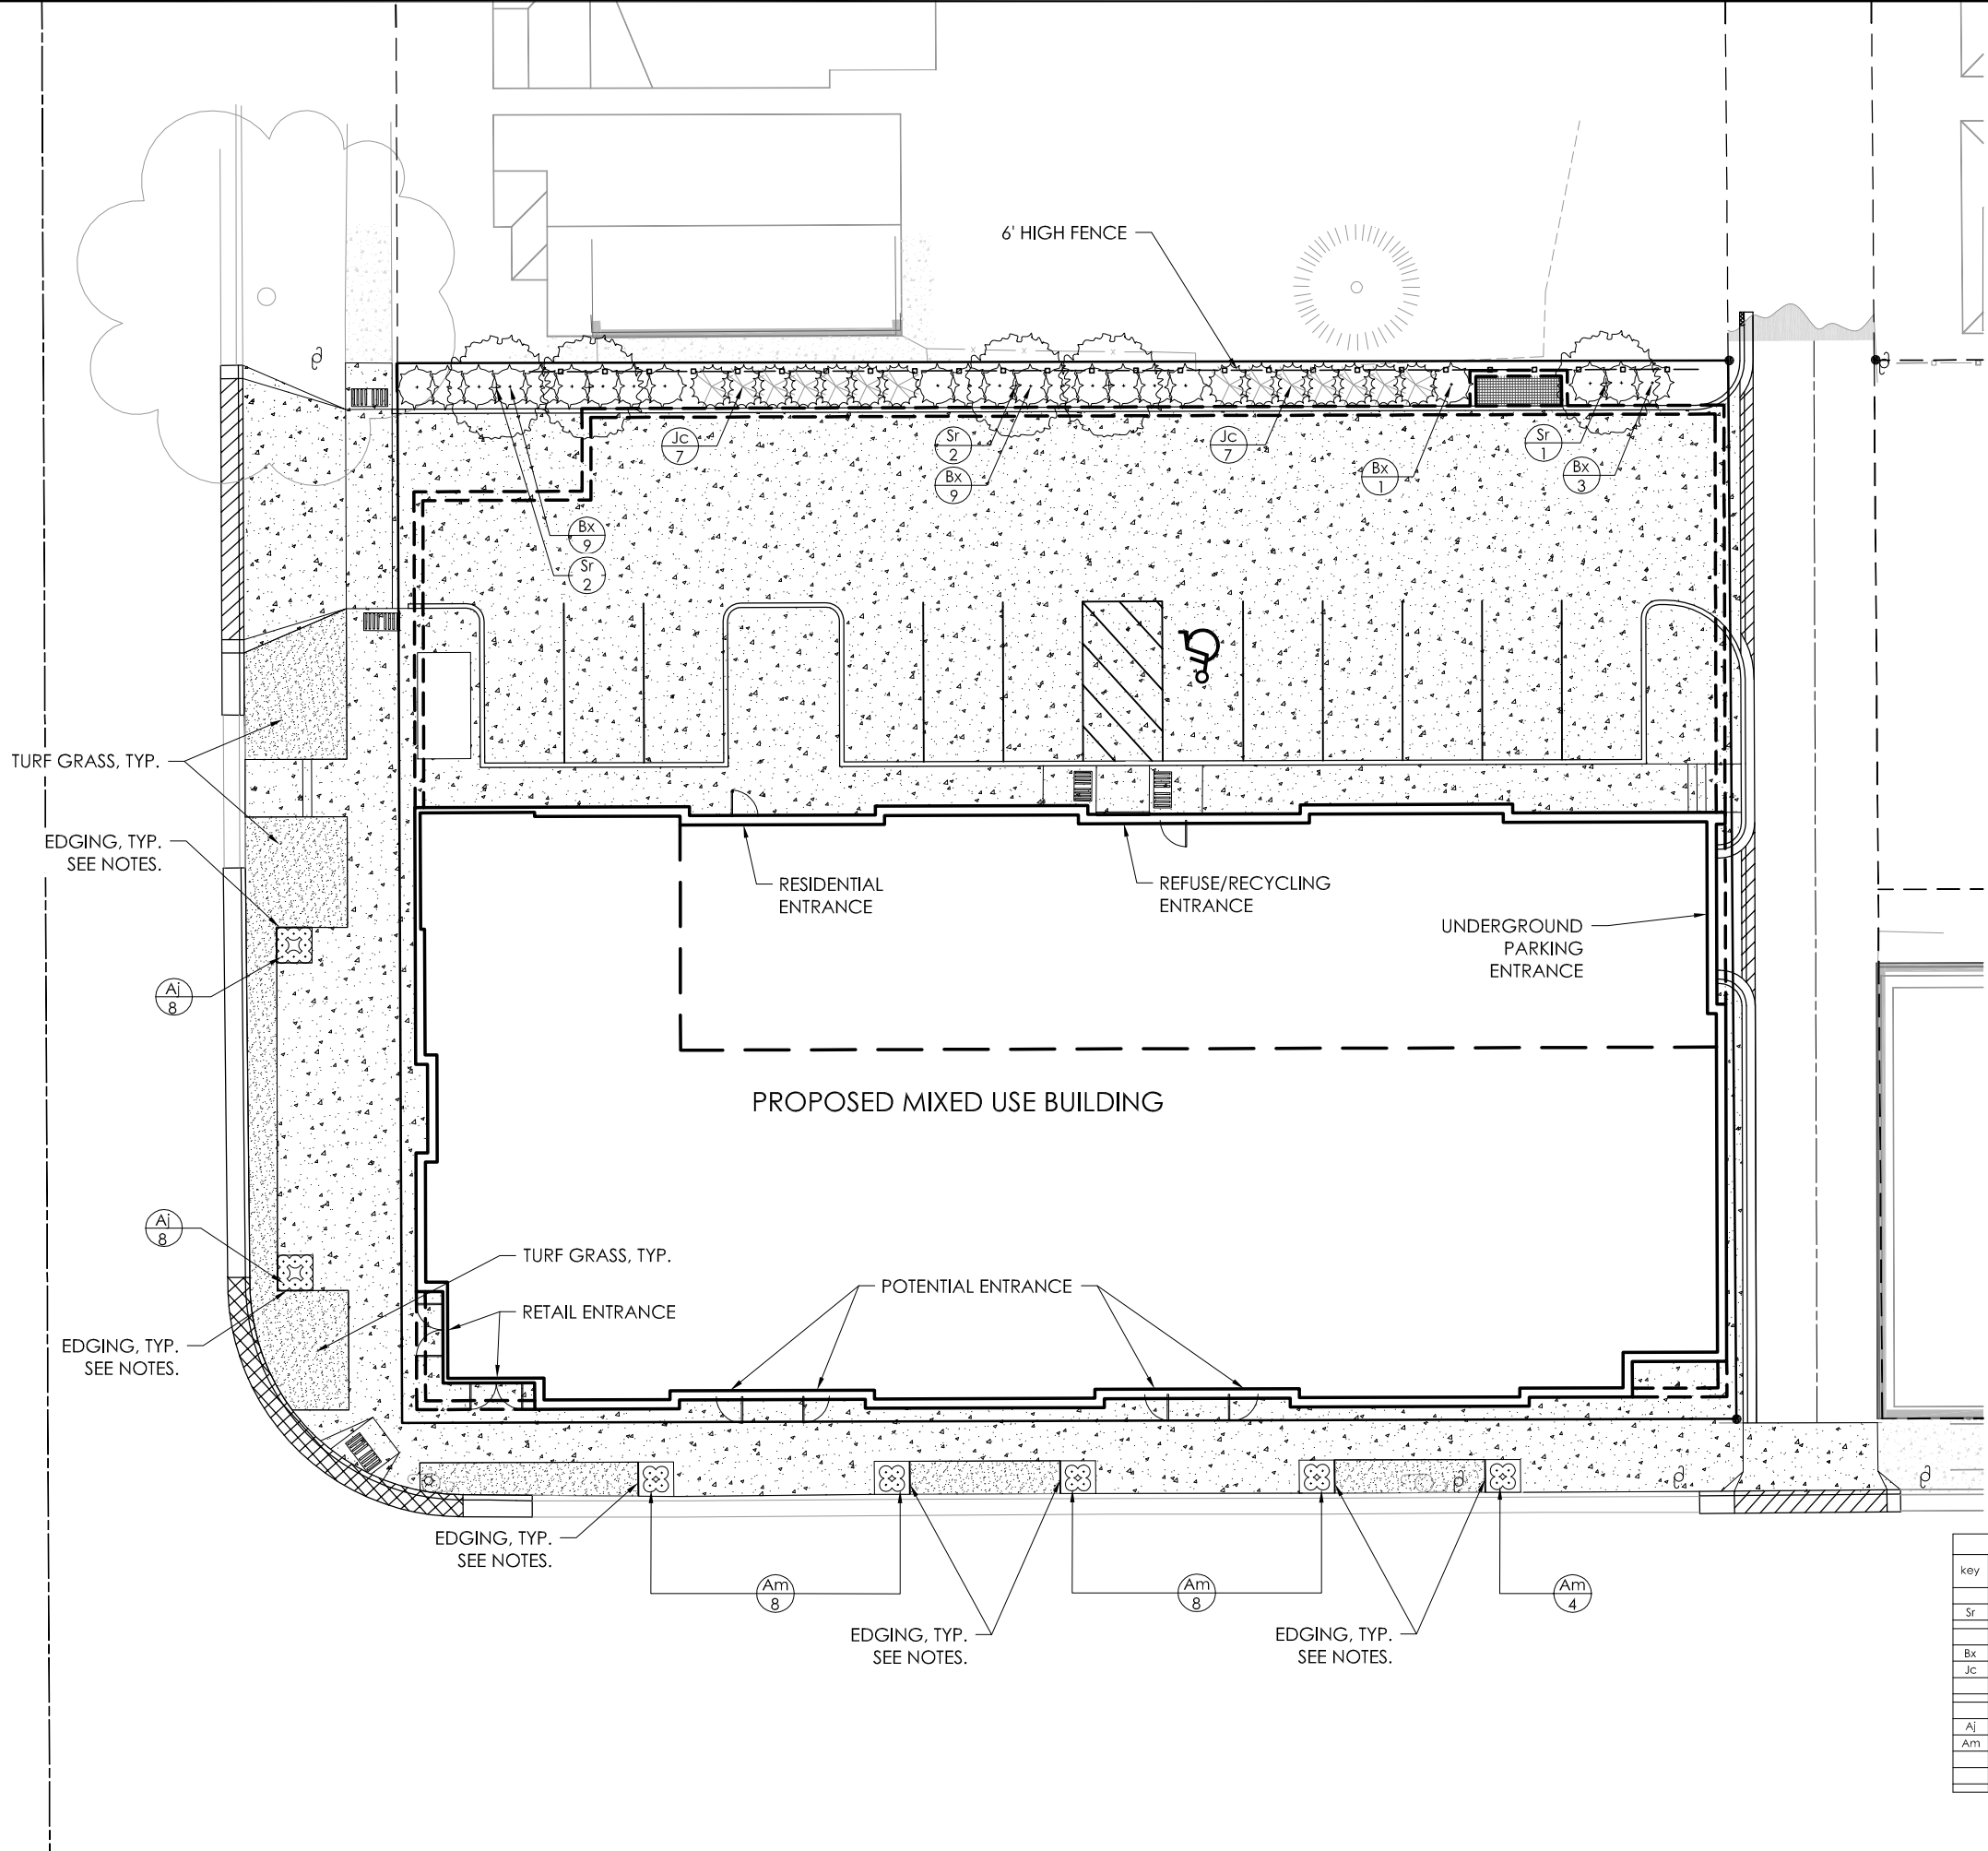 6' HIGH FENCE
Jc
7
Sr
2
Bx
9
Jc
7
Bx
1
Sr
1
Bx
3
Bx
9
Sr
2
TURF GRASS, TYP.
EDGING, TYP.
SEE NOTES.
RESIDENTIAL
ENTRANCE
REFUSE/RECYCLING
ENTRANCE
UNDERGROUND
PARKING
ENTRANCE
Aj
8
PROPOSED MIXED USE BUILDING
Aj
8
TURF GRASS, TYP.
POTENTIAL ENTRANCE
RETAIL ENTRANCE
EDGING, TYP.
SEE NOTES.
EDGING, TYP.
SEE NOTES.
Am
8
Am
8
Am
4
EDGING, TYP.
SEE NOTES.
EDGING, TYP.
SEE NOTES.
key
Sr
Bx
Jc
Aj
Am